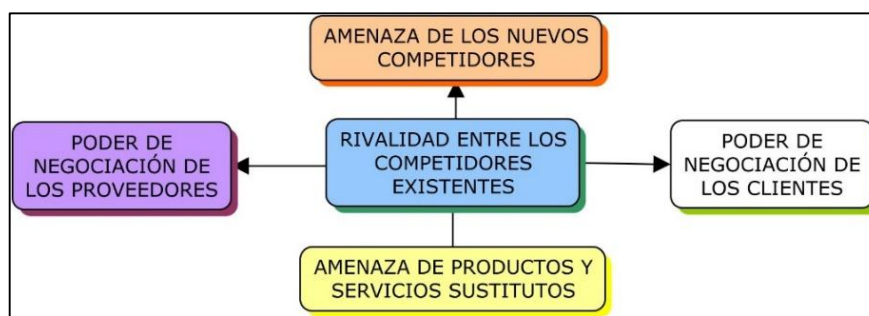 AMENAZA DE LOS NUEVOS
COMPETIDORES
PODER DE
NEGOCIACIÓN DE
LOS PROVEEDORES
RIVALIDAD ENTRE LOS
COMPETIDORES
EXISTENTES
PODER DE
NEGOCIACIÓN DE
LOS CLIENTES
AMENAZA DE PRODUCTOS Y
SERVICIOS SUSTITUTOS